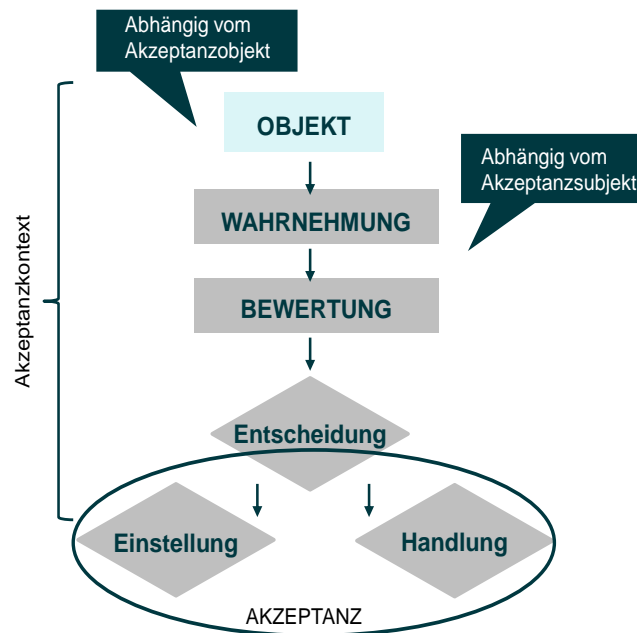 Abhängig vom
Akzeptanzobjekt
OBJEKT
Abhängig vom
Akzeptanzsubjekt
WAHRNEHMUNG
BEWERTUNG
Akzeptanzkontext
Entscheidung
Einstellung
Handlung
AKZEPTANZ